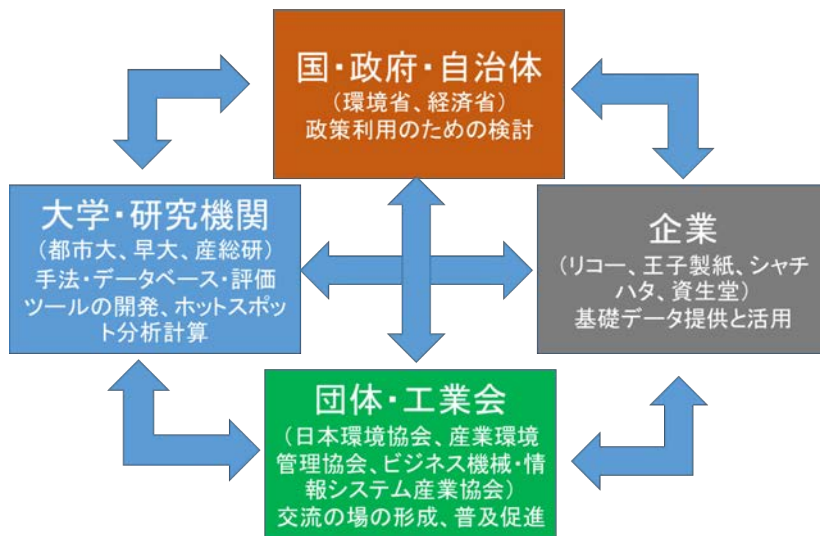 国・政府・自治体
（環境省、経済省）
政策利用のための検討
大学・研究機関
（都市大、早大、産総研）
手法・データベース・評価
ツールの開発、ホットスポッ
ト分析計算
企業
（リコー、王子製紙、シャチ
ハタ、資生堂）
基礎データ提供と活用
団体・工業会
（日本環境協会、産業環境
管理協会、ビジネス機械・情
報システム産業協会）
交流の場の形成、普及促進